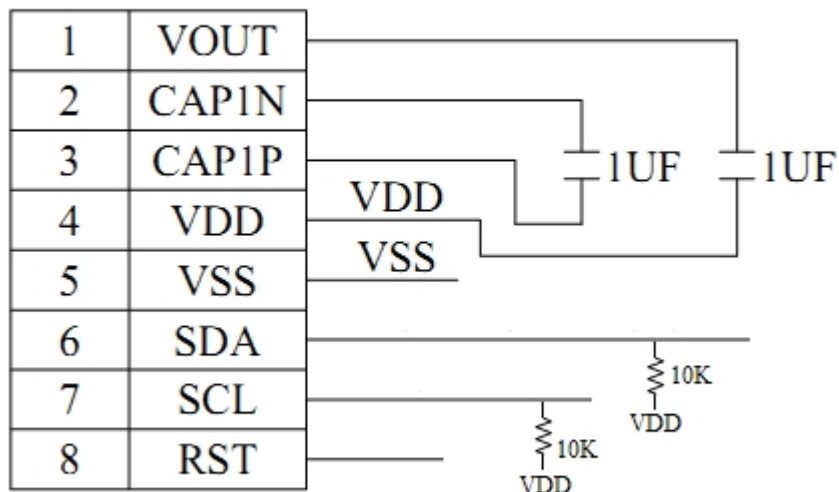 1 VOUT
2 CAP1N
3 CAP1P 1UF 1UF
4 VDD VDD
5 VSS VSS
6 SDA
10K
VDD
7 SCL
10K
VDD
8 RST